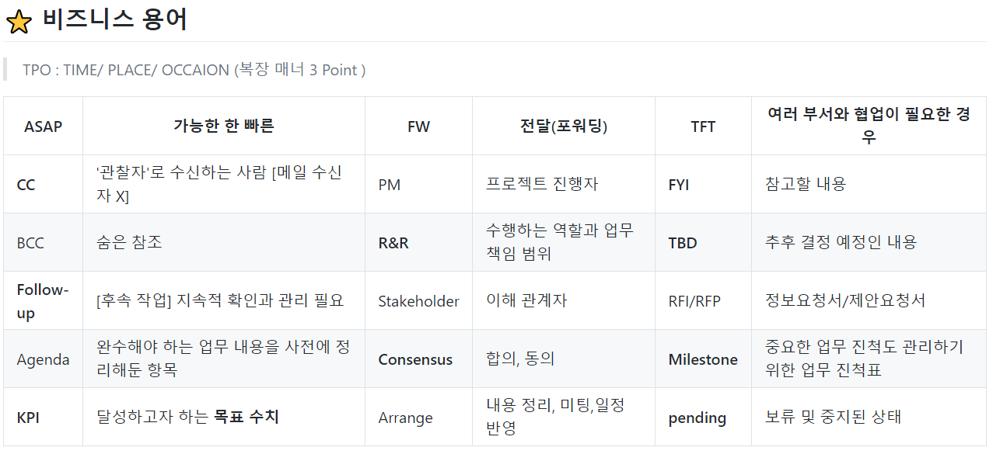 비즈니스 용어
TPO : TIME/ PLACE/ OCCAION (복장 매너 3 Point )
ASAP
가능한 한 빠른
FW
전달(포워딩)
TFT
여러 부서와 협업이 필요한 경
우
CC
'관찰자'로 수신하는 사람 [메일 수신
자 X]
PM
프로젝트 진행자
FYI
참고할 내용
BCC
숨은 참조
R&R
수행하는 역할과 업무
책임 범위
TBD
추후 결정 예정인 내용
Follow-
up
[후속 작업] 지속적 확인과 관리 필요
Stakeholder
이해 관계자
RFI/RFP
정보요청서/제안요청서
Agenda
완수해야 하는 업무 내용을 사전에 정
리해둔 항목
Consensus
합의, 동의
Milestone
중요한 업무 진척도 관리하기
위한 업무 진척표
KPI
달성하고자 하는 목표 수치
Arrange
내용 정리, 미팅,일정
반영
pending
보류 및 중지된 상태